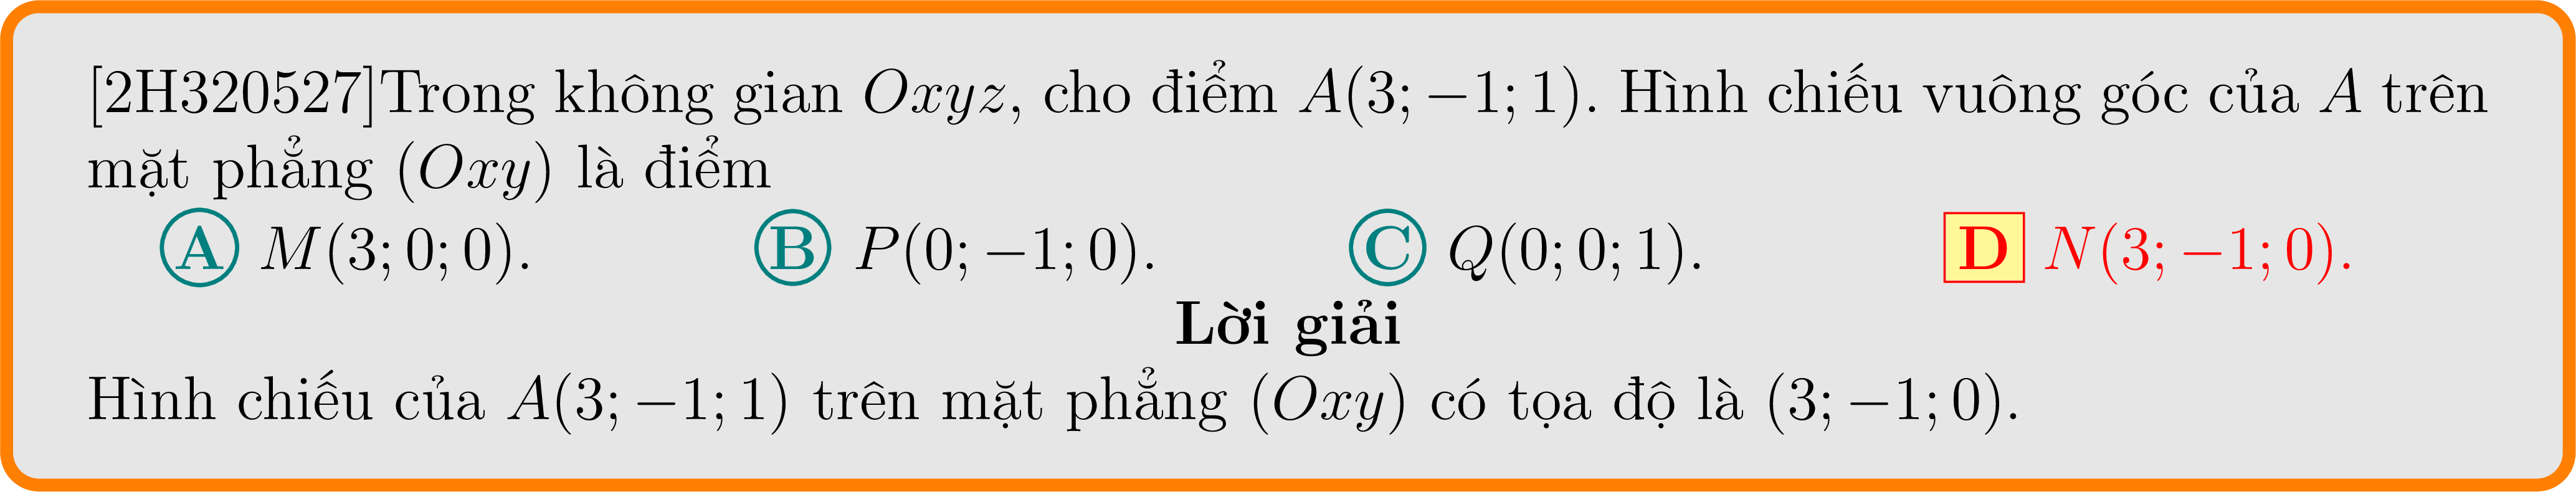 [2H320527]Trong không gian Oxyz, cho điểm A(3; −1; 1). Hình chiếu vuông góc của A trên
mặt phẳng (Oxy) là điểm
A M(3; 0; 0). B P(0; −1; 0). C Q(0; 0; 1). D N(3; −1; 0).
Lời giải
Hình chiếu của A(3; −1; 1) trên mặt phẳng (Oxy) có tọa độ là (3; −1; 0).